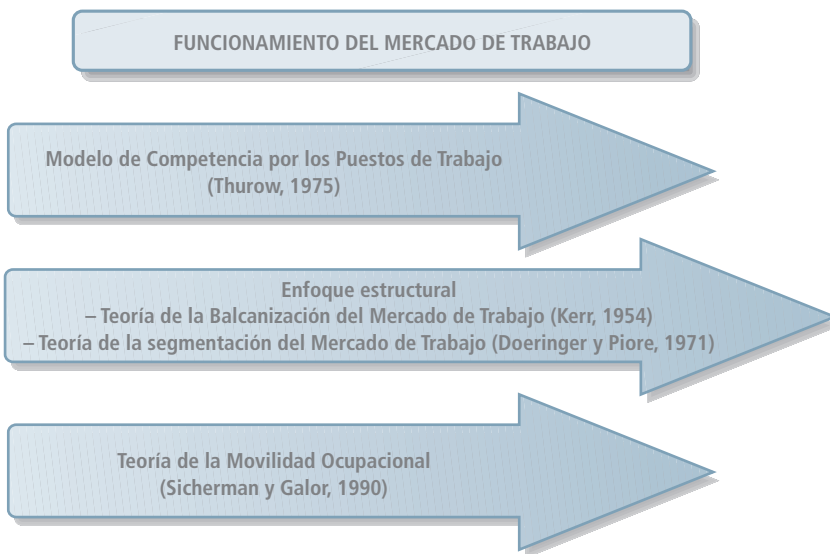 FUNCIONAMIENTO DEL MERCADO DE TRABAJO
Modelo de Competencia por los Puestos de Trabajo
(Thurow, 1975)
Enfoque estructural
– Teoría de la Balcanización del Mercado de Trabajo (Kerr, 1954)
– Teoría de la segmentación del Mercado de Trabajo (Doeringer y Piore, 1971)
Teoría de la Movilidad Ocupacional
(Sicherman y Galor, 1990)